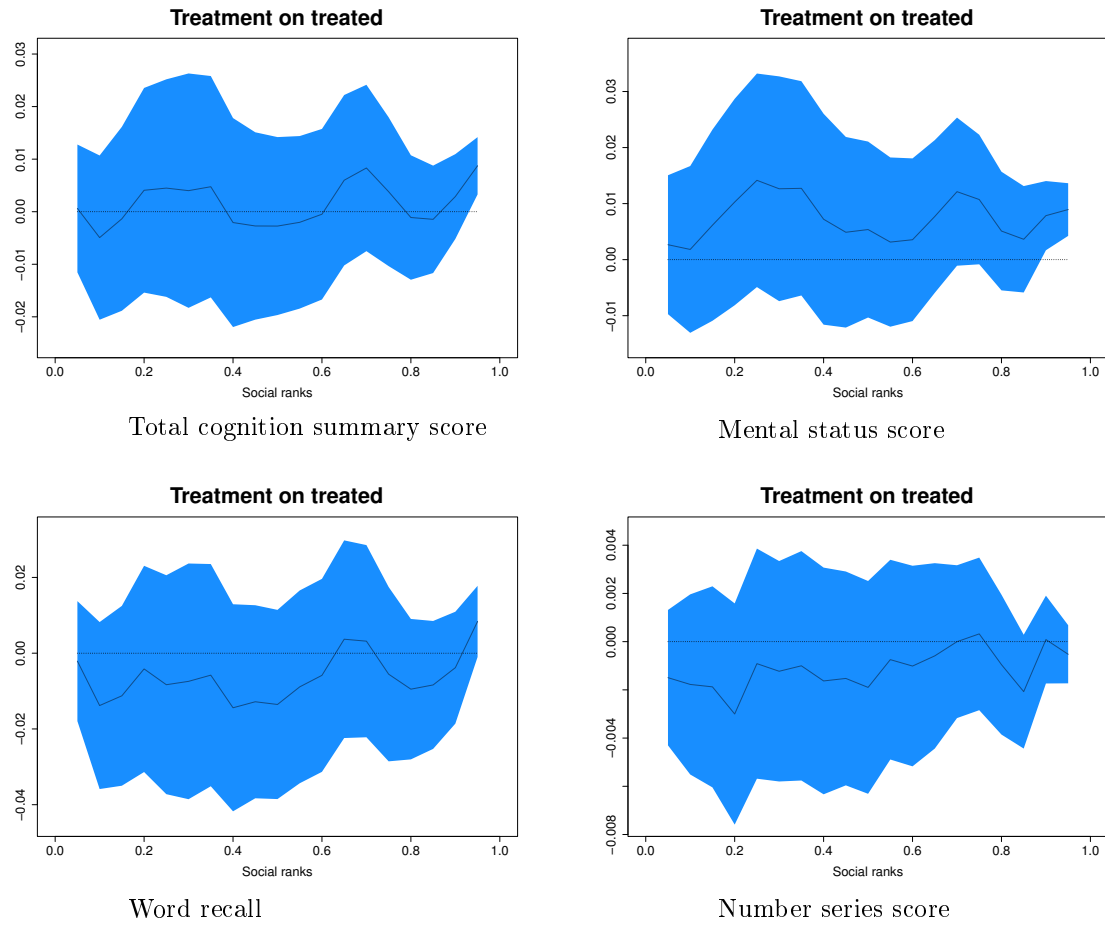 Treatment on treated
0.03
0.02
0.01
0.00
−0.01
−0.02
0.0 0.2 0.4 0.6 0.8 1.0
Social ranks
Total cognition summary score
Treatment on treated
0.03
0.02
0.01
0.00
−0.01
0.0 0.2 0.4 0.6 0.8 1.0
Social ranks
Mental status score
Treatment on treated
0.02
0.00
−0.02
−0.04
0.0 0.2 0.4 0.6 0.8 1.0
Social ranks
Word recall
Treatment on treated
0.004
0.002
0.000
−0.004
−0.008
0.0 0.2 0.4 0.6 0.8 1.0
Social ranks
Number series score